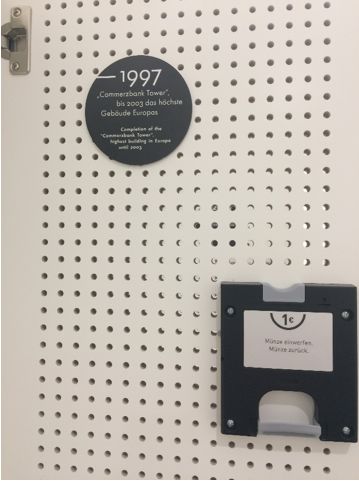 1997
„Commerzbank Tower“,
bis 2003 das höchste
Gebäude Europas
Completion of the
“Commerzbank Tower”,
highest building in Europe
until 2003
1€
Münze einwerfen.
Münze zurück.